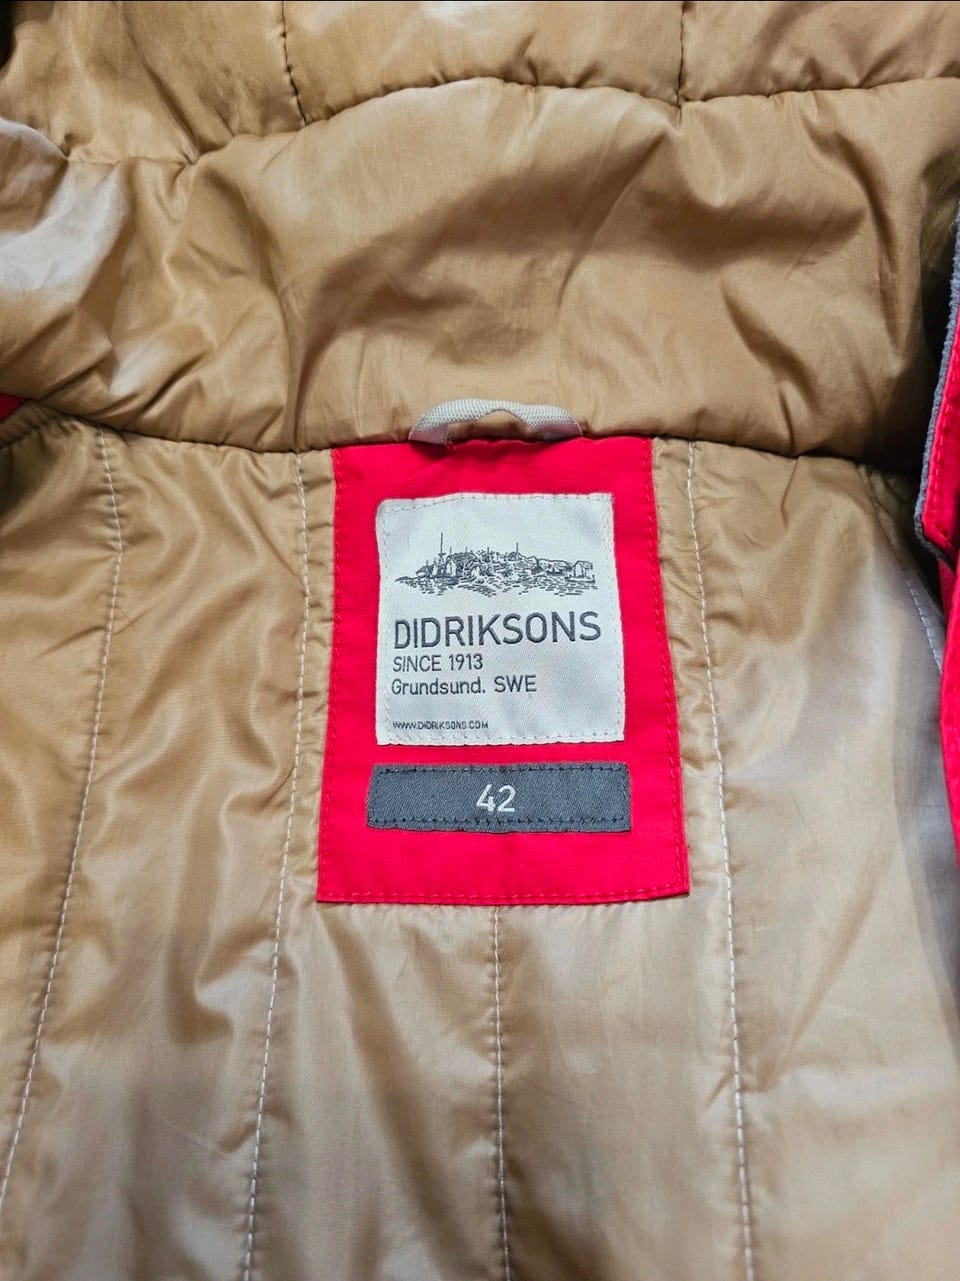 DIDRIKSONS
SINCE 1913
Grundsund. SWE
WWW.DIDRIKSONS.COM
42